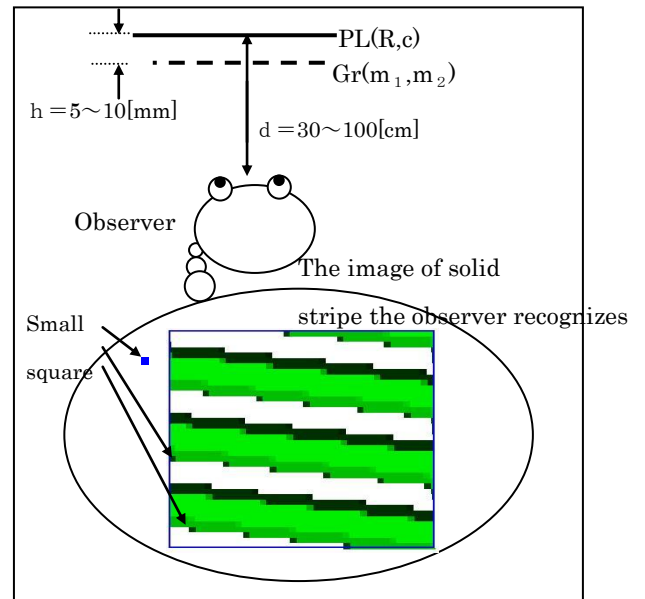 PL(R,c)
Gr(m₁,m₂)
h＝5～10[mm]
d＝30～100[cm]
Observer
The image of solid
stripe the observer recognizes
Small
square